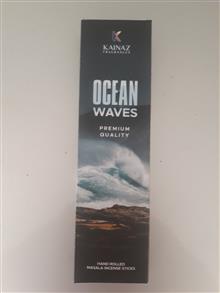 KAINAZ
FRAGRANCES
OCEAN
WAVES
PREMIUM
QUALITY
HAND ROLLED
MASALA INCENSE STICKS